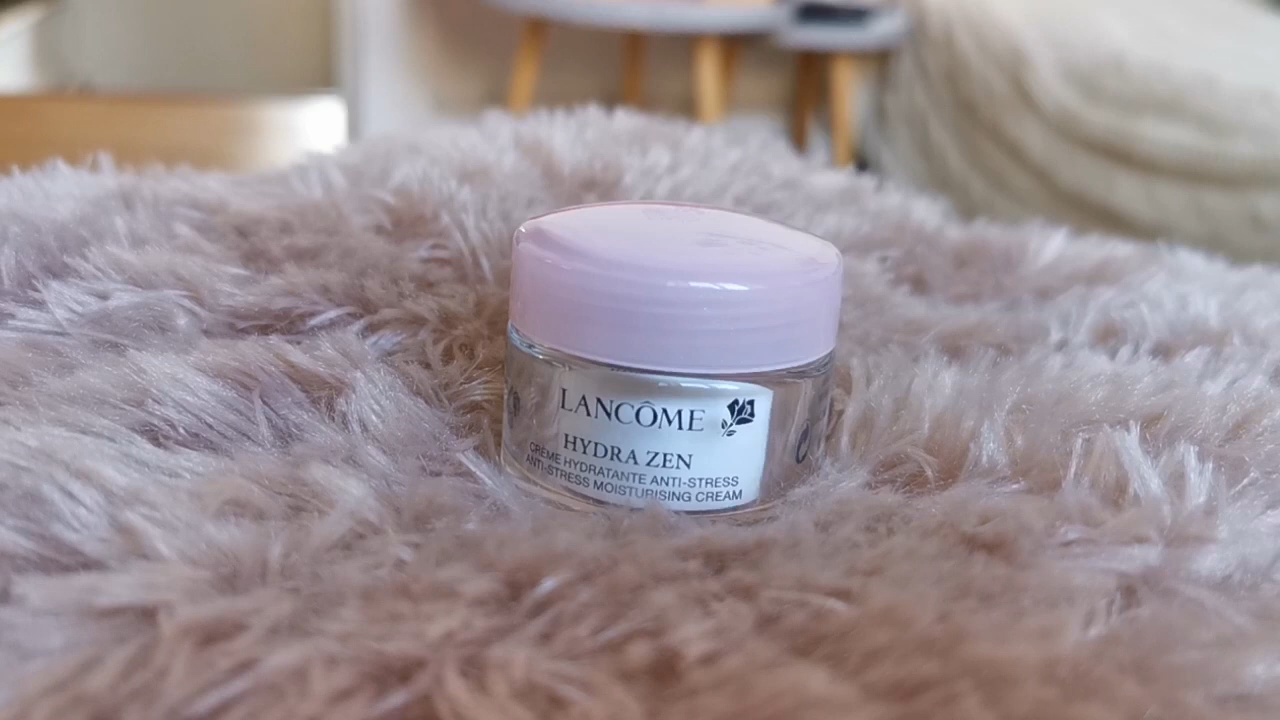 LANCÔME
HYDRA ZEN
CRÈME HYDRATANTE ANTI-STRESS
ANTI-STRESS MOISTURISING CREAM